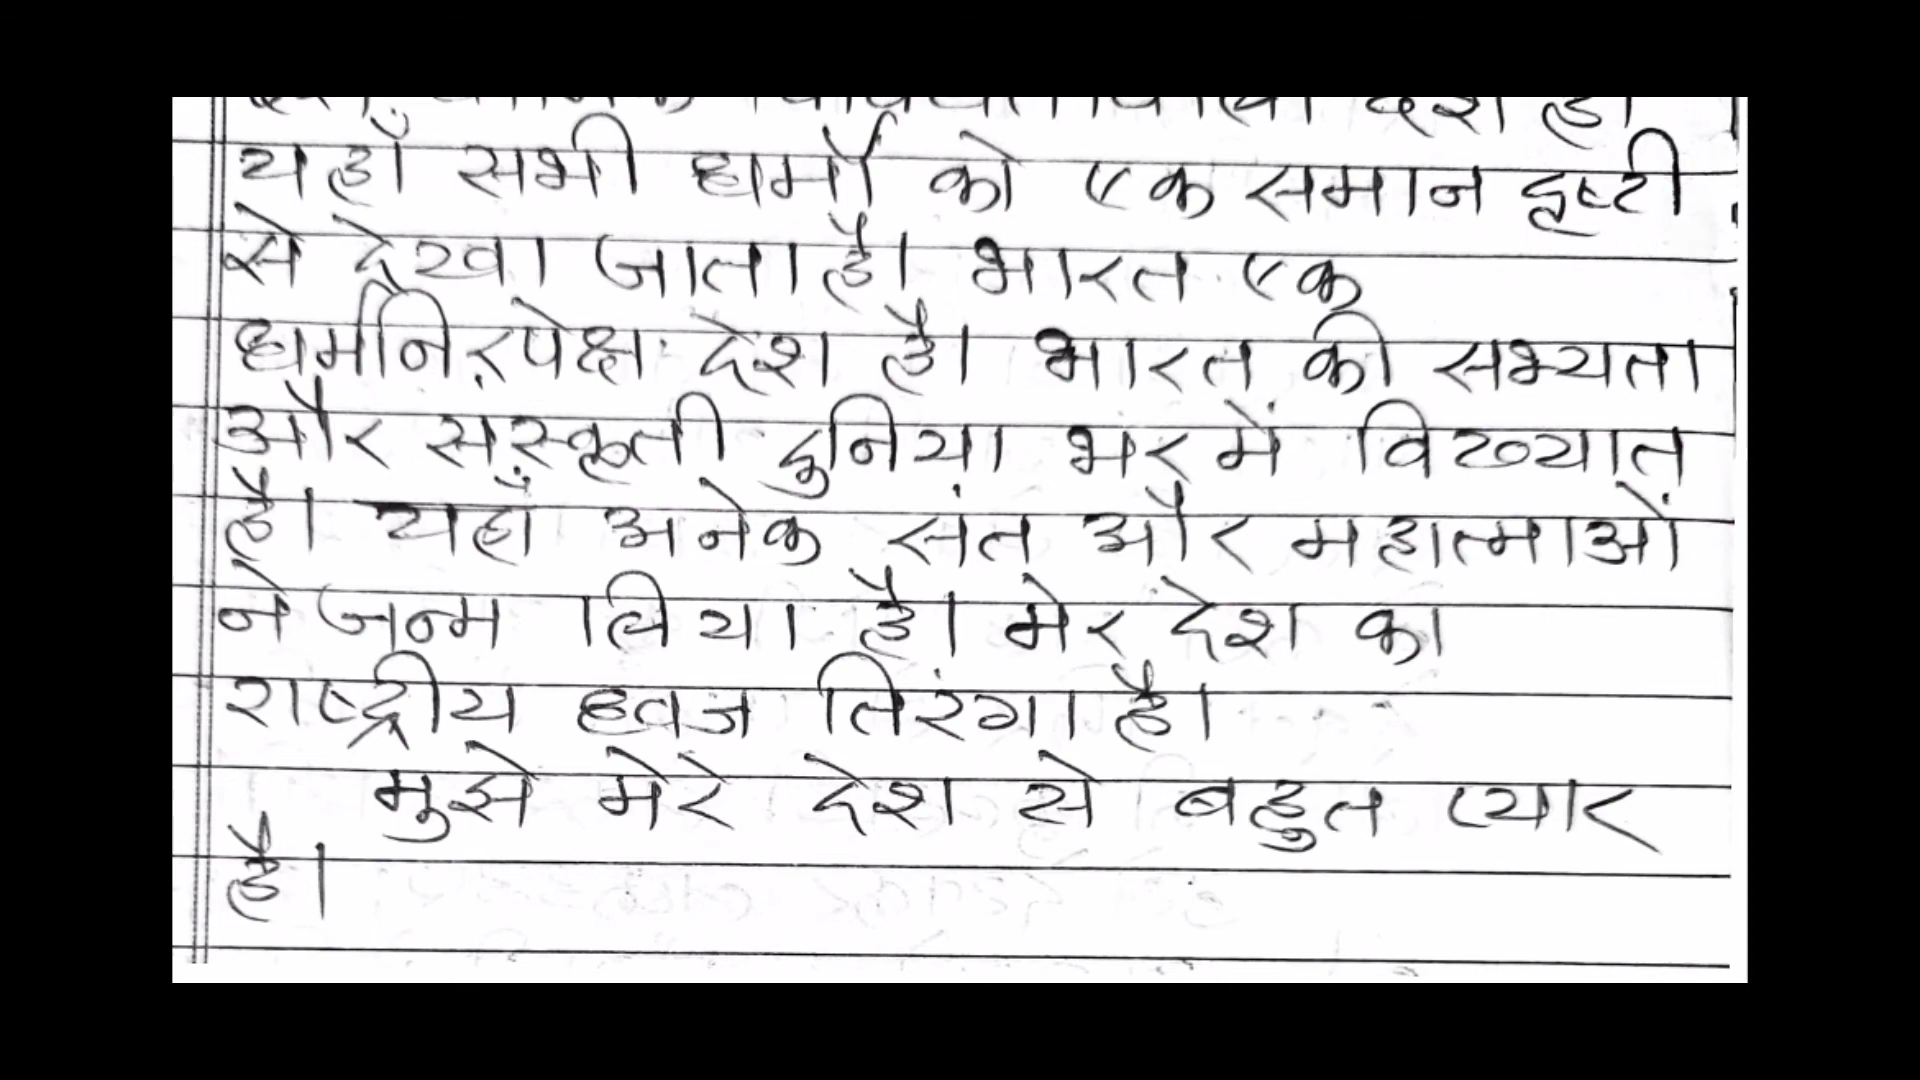 देश है।
यहाँ सभी धर्मों को एक समान दृष्टी
से देखा जाता है। भारत एक
धर्मनिरपेक्ष देश है। भारत की सभ्यता
और संस्कृती दुनिया भर में विख्यात
है। यहाँ अनेक संत और महात्माओं
ने जन्म लिया है। मेरे देश का
राष्ट्रीय ध्वज तिरंगा है।
मुझे मेरे देश से बहुत प्यार
है।